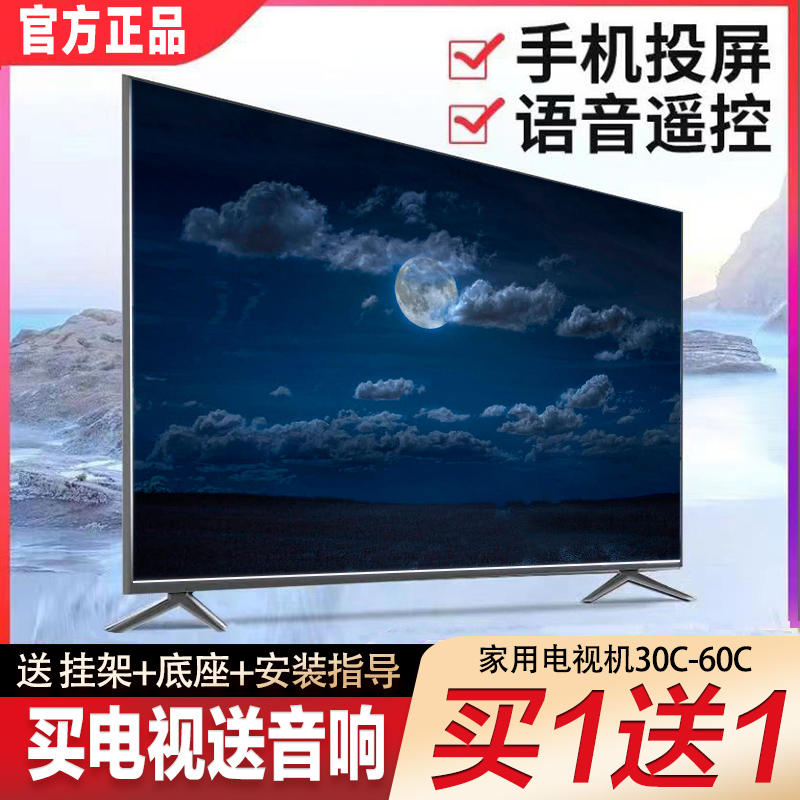 官方正品
手机投屏
语音遥控
送 挂架+底座+安装指导
家用电视机30C-60C
买电视送音响
买1送1